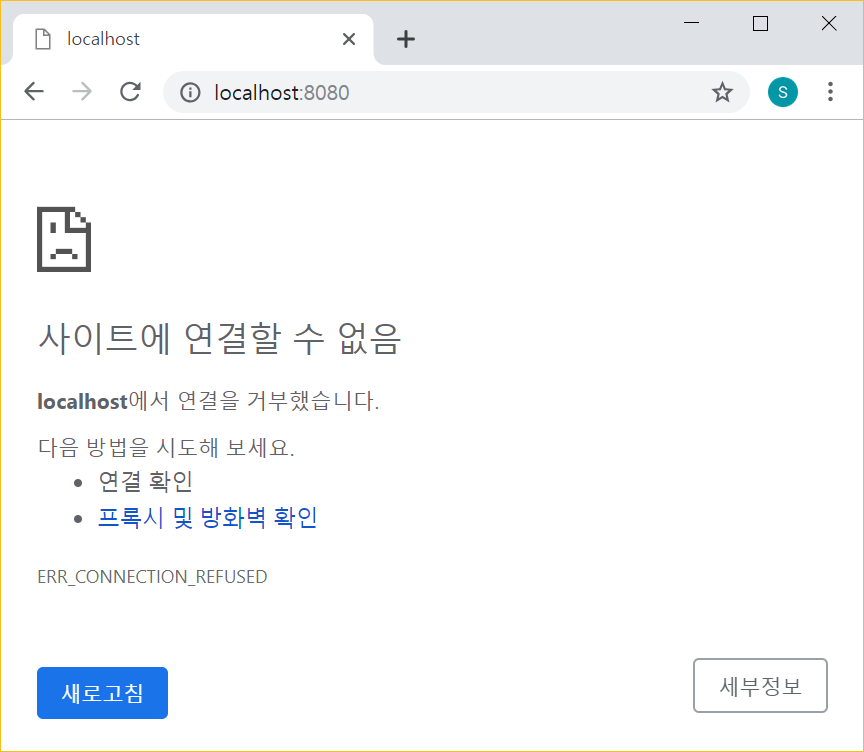 localhost
localhost:8080
S
사이트에 연결할 수 없음
localhost에서 연결을 거부했습니다.
다음 방법을 시도해 보세요.
연결 확인
프록시 및 방화벽 확인
ERR_CONNECTION_REFUSED
새로고침
세부정보